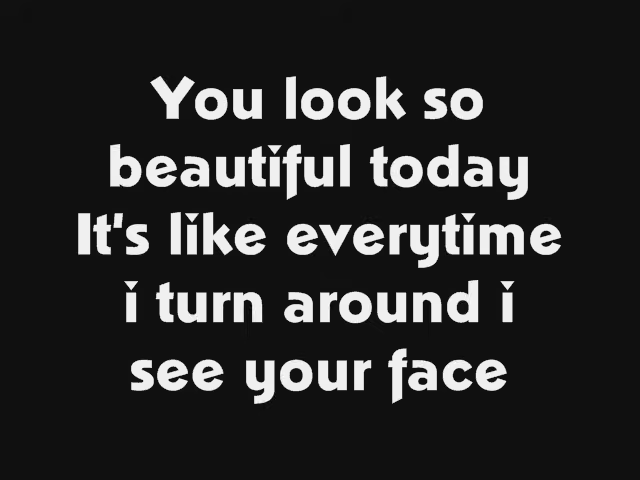 You look so
beautiful today
It's like everytime
i turn around i
see your face